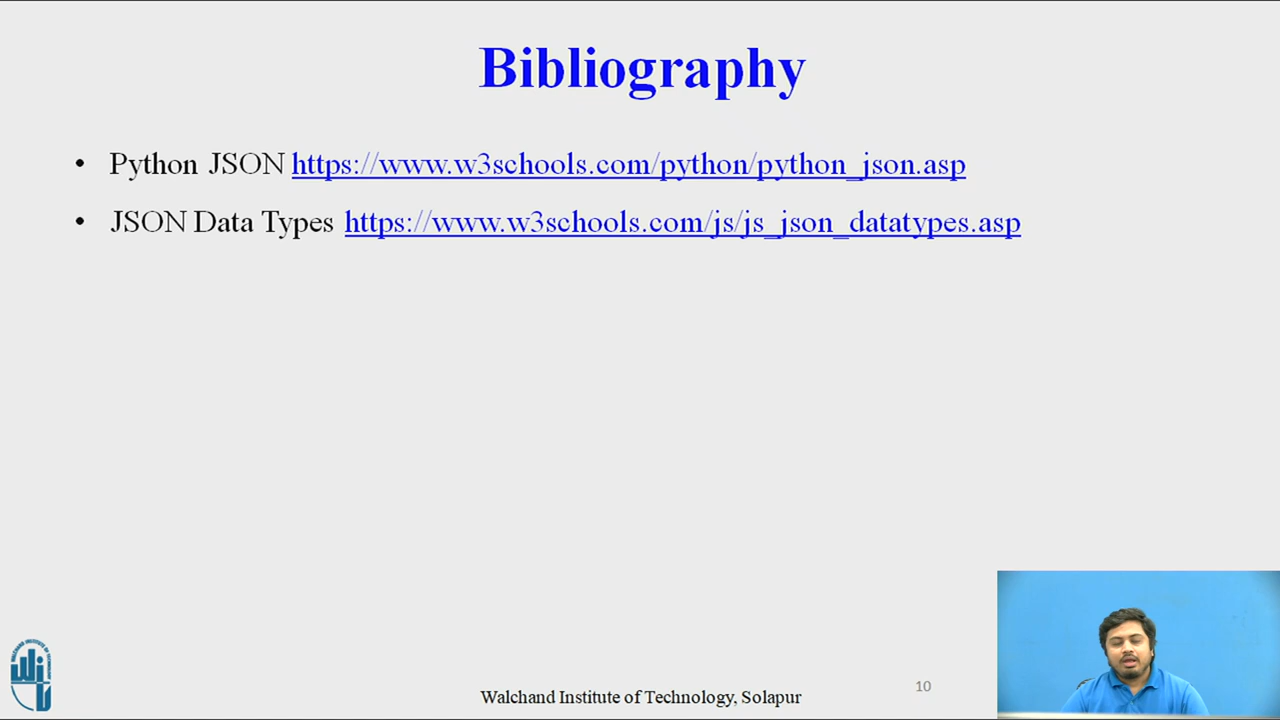 Bibliography
• Python JSON https://www.w3schools.com/python/python_json.asp
• JSON Data Types https://www.w3schools.com/js/js_json_datatypes.asp
Walchand Institute of Technology, Solapur
10